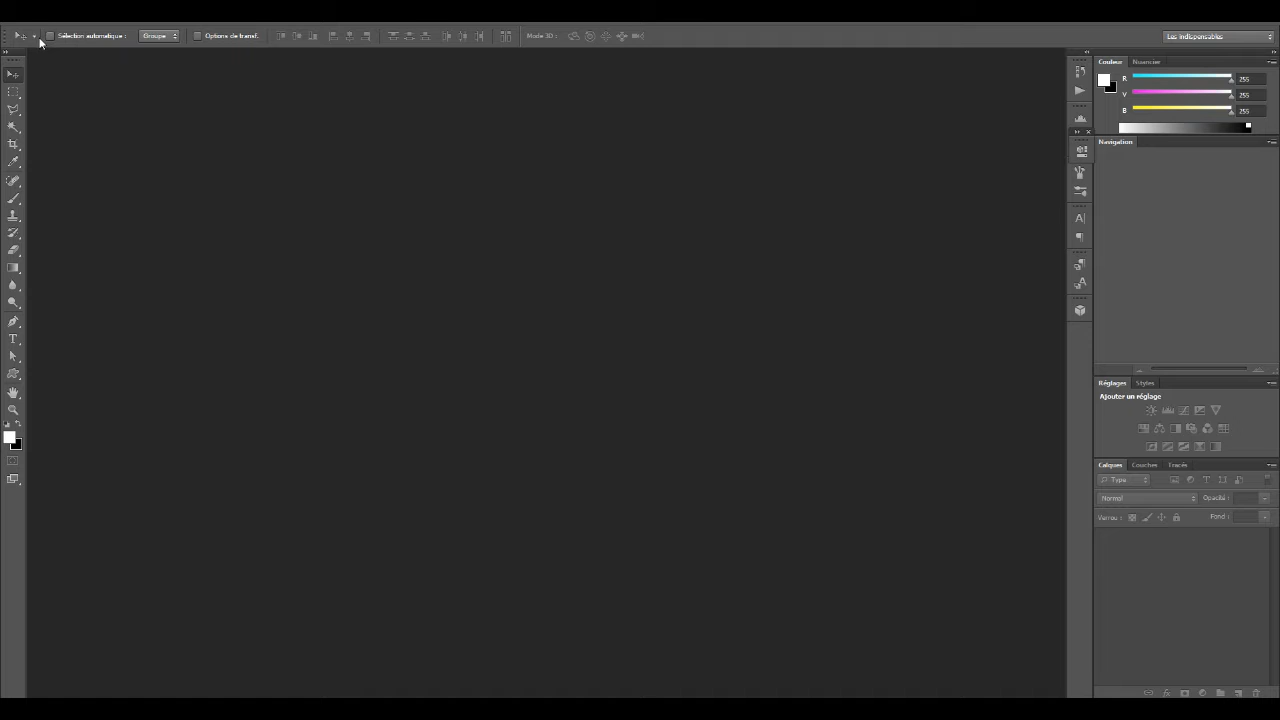 Sélection automatique : Groupe Options de transf. Mode 3D : Les indispensables
Couleur Nuancier
R 255
V 255
B 255
Navigation
Réglages Styles
Ajouter un réglage
Calques Couches Tracés
Type
Normal Opacité :
Verrou : Fond :